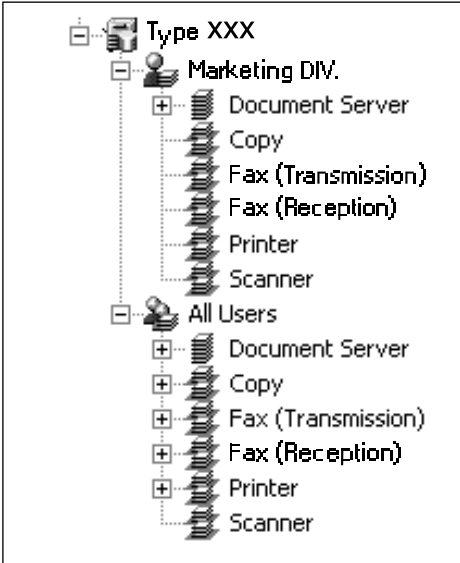 Type XXX
Marketing DIV.
Document Server
Copy
Fax (Transmission)
Fax (Reception)
Printer
Scanner
All Users
Document Server
Copy
Fax (Transmission)
Fax (Reception)
Printer
Scanner